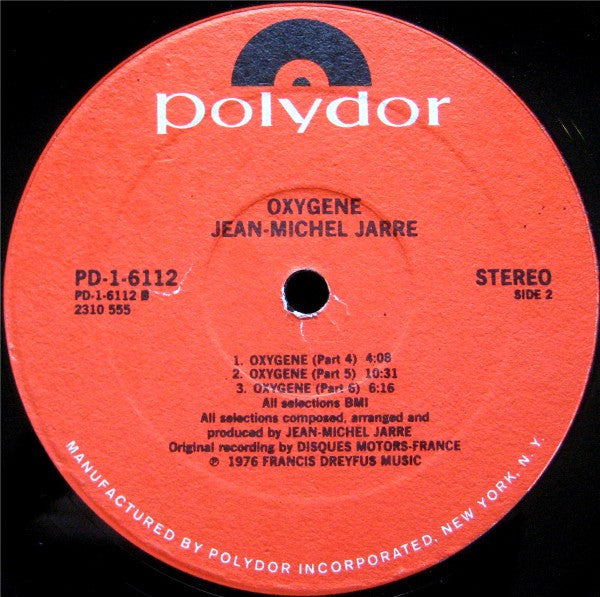 polydor
OXYGENE
JEAN-MICHEL JARRE
PD-1-6112
PD-1-6112 B
2310 555
STEREO
SIDE 2
1. OXYGENE (Part 4) 4:08
2. OXYGENE (Part 5) 10:31
3. OXYGENE (Part 6) 6:16
All selections BMI
All selections composed, arranged and
produced by JEAN-MICHEL JARRE
Original recording by DISQUES MOTORS-FRANCE
℗ 1976 FRANCIS DREYFUS MUSIC
MANUFACTURED BY POLYDOR INCORPORATED, NEW YORK, N. Y.